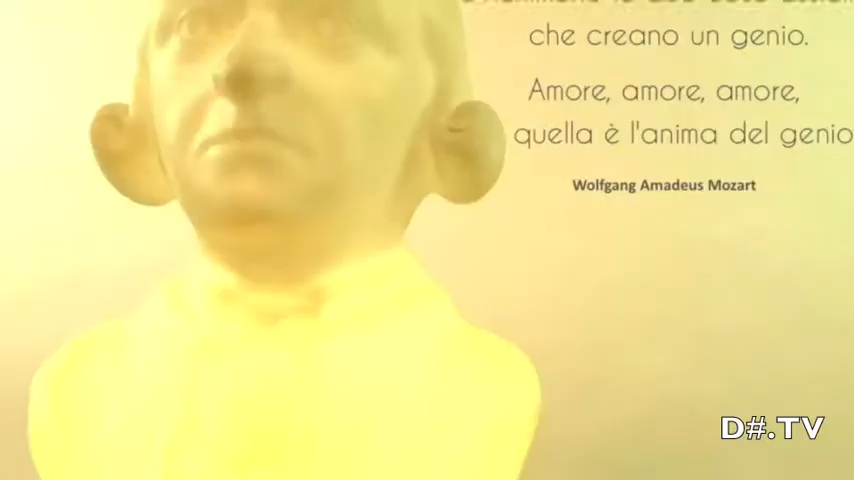 che creano un genio.
Amore, amore, amore,
quella è l'anima del genio
Wolfgang Amadeus Mozart
D#.TV